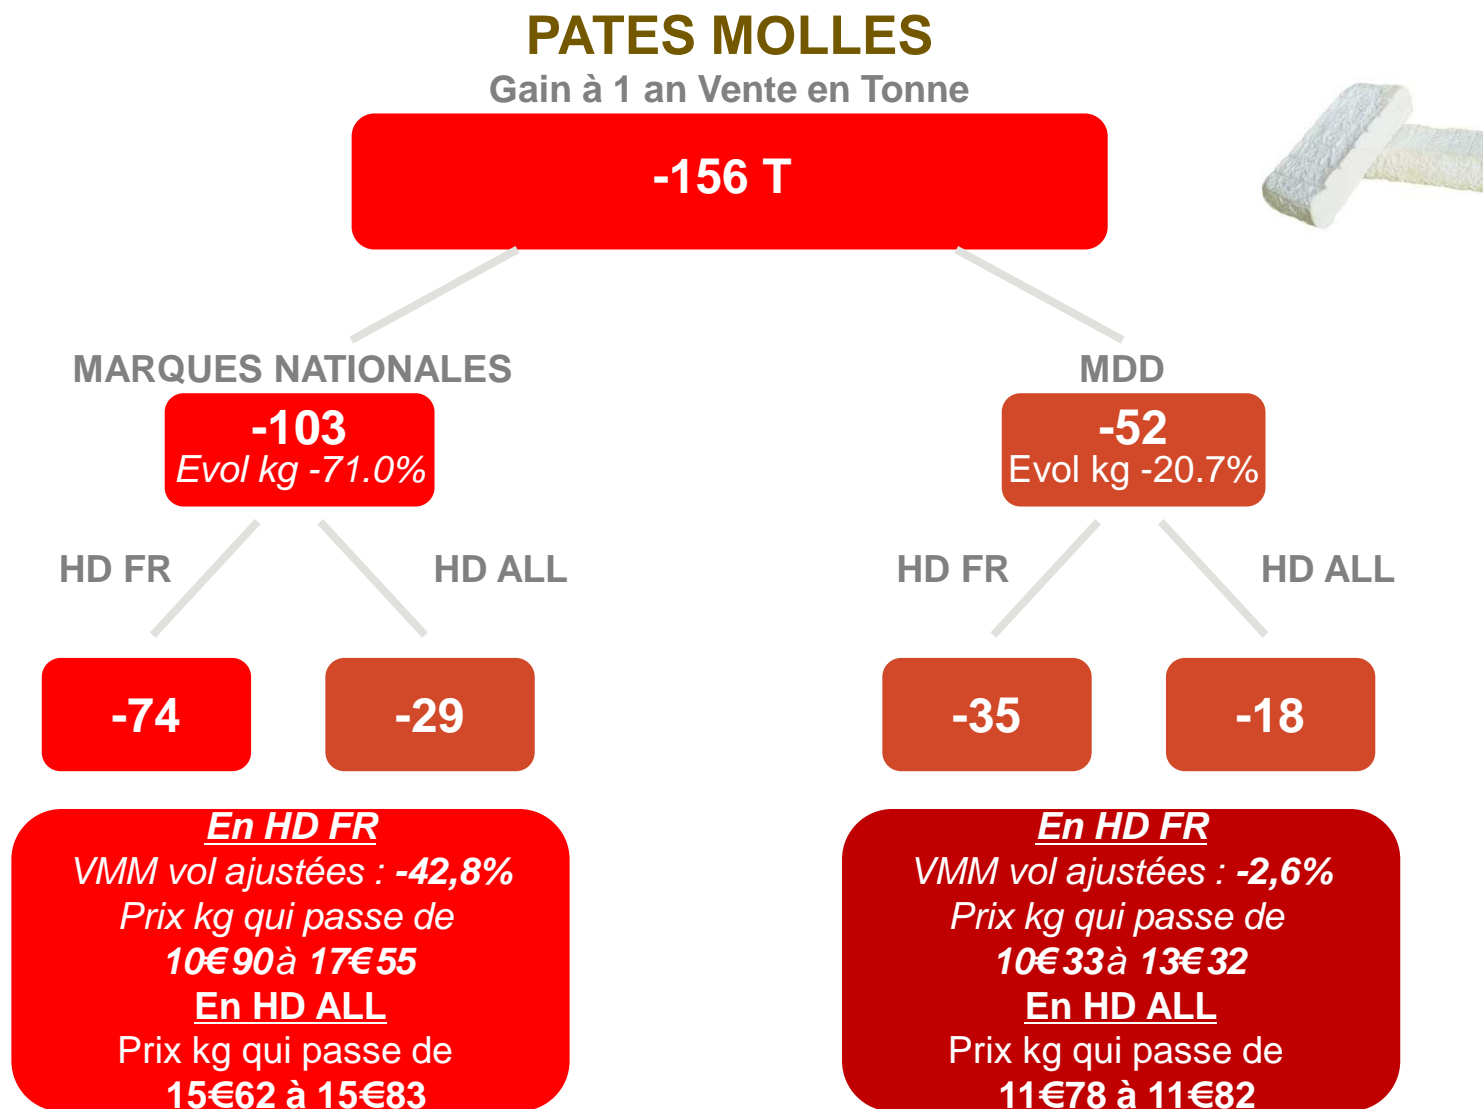 PATES MOLLES
Gain à 1 an Vente en Tonne
-156 T
MARQUES NATIONALES
-103
Evol kg -71.0%
MDD
-52
Evol kg -20.7%
HD FR
HD ALL
HD FR
HD ALL
-74
-29
-35
-18
En HD FR
VMM vol ajustées : -42,8%
Prix kg qui passe de
10€90 à 17€55
En HD ALL
Prix kg qui passe de
15€62 à 15€83
En HD FR
VMM vol ajustées : -2,6%
Prix kg qui passe de
10€33 à 13€32
En HD ALL
Prix kg qui passe de
11€78 à 11€82